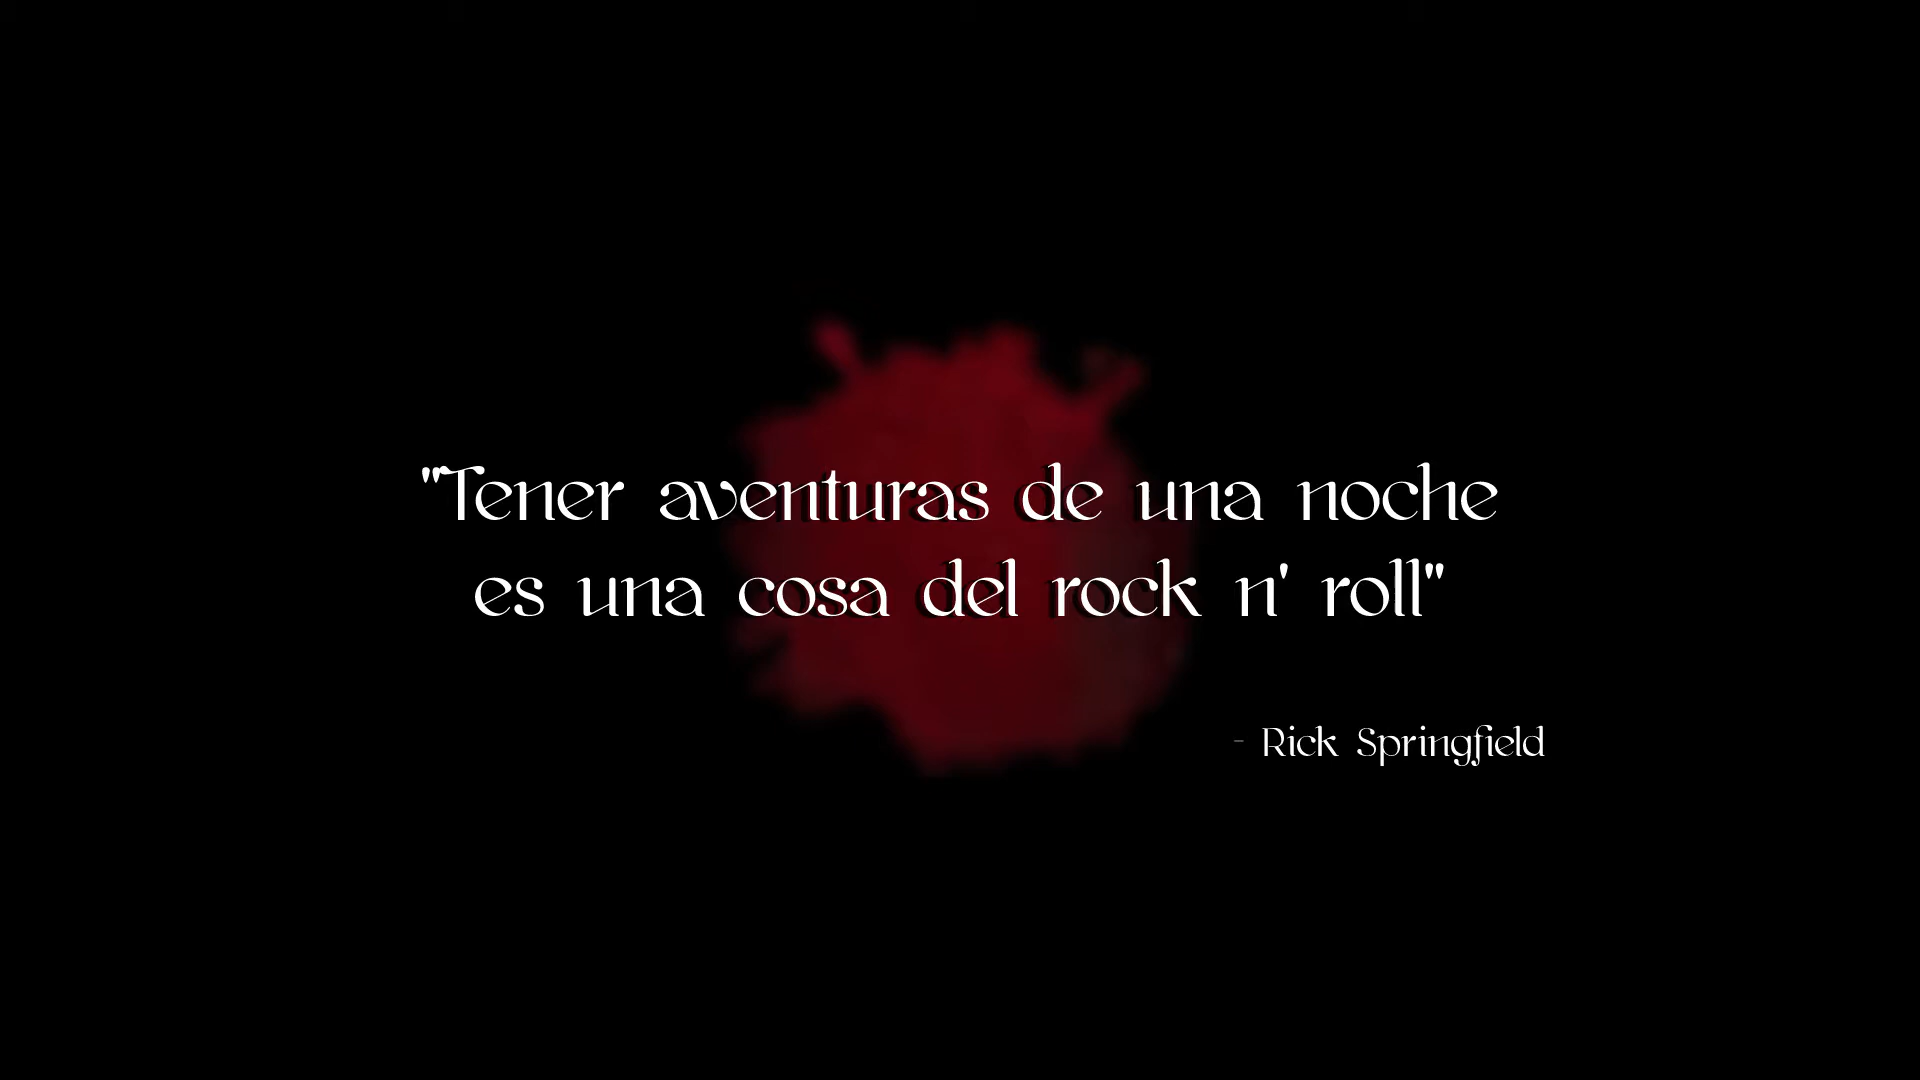 "Tener aventuras de una noche
es una cosa del rock n' roll"
- Rick Springfield